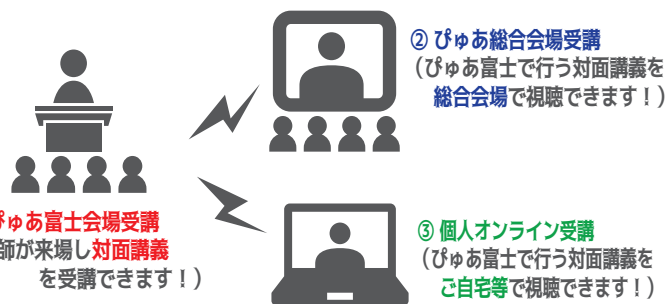 ② ぴゅあ総合会場受講
（ぴゅあ富士で行う対面講義を
総合会場で視聴できます！）
ぴゅあ富士会場受講
師が来場し対面講義
を受講できます！）
③ 個人オンライン受講
（ぴゅあ富士で行う対面講義を
ご自宅等で視聴できます！）